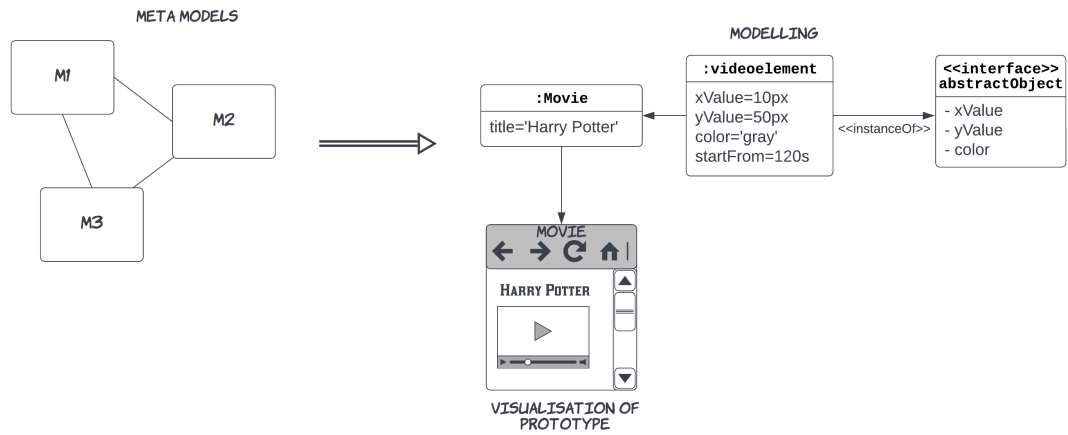 META MODELS
M1
M2
M3
MODELLING
:Movie
title='Harry Potter'
:videoelement
xValue=10px
yValue=50px
color='gray'
startFrom=120s
<<instanceOf>>
<<interface>>
abstractObject
- xValue
- yValue
- color
MOVIE
HARRY POTTER
VISUALISATION OF
PROTOTYPE